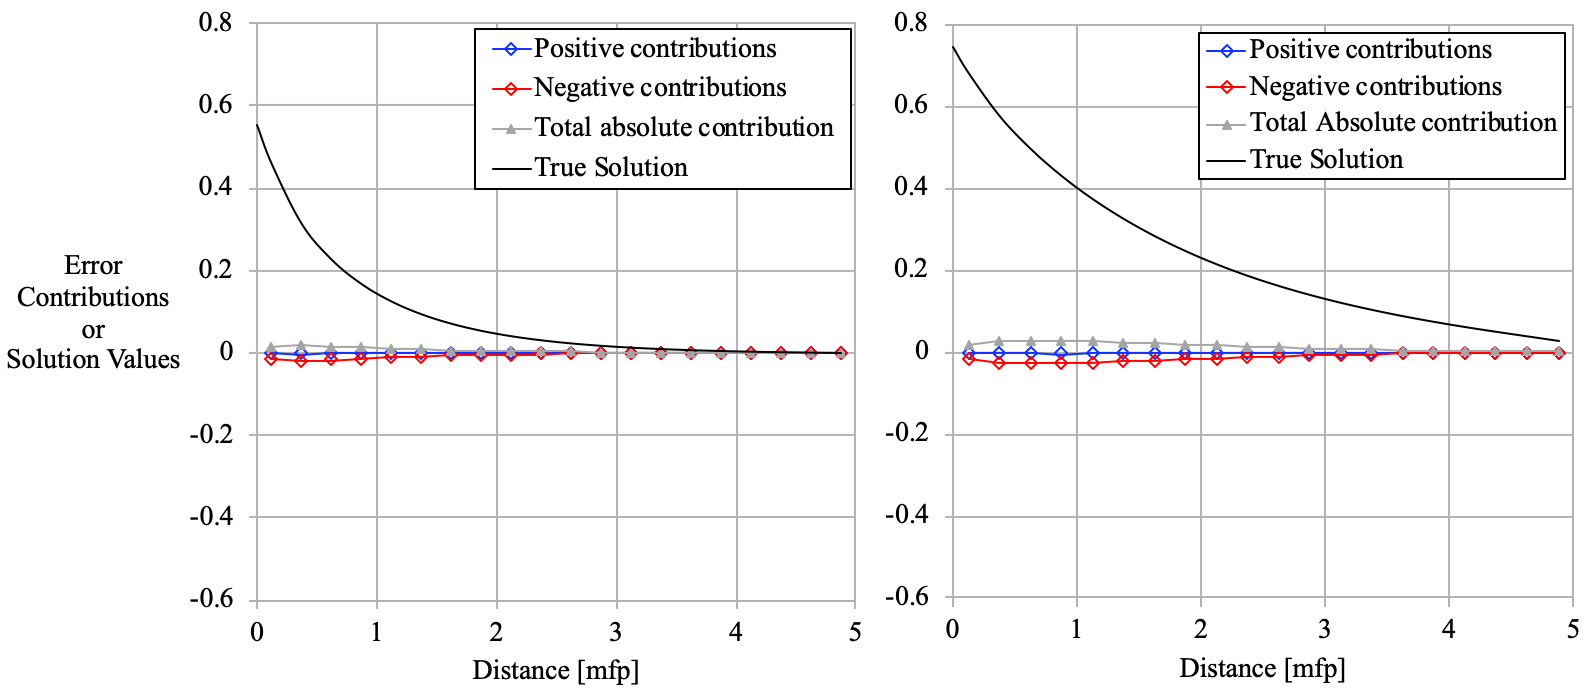 Error
Contributions
or
Solution Values
0.8
0.6
0.4
0.2
0
-0.2
-0.4
-0.6
Positive contributions
Negative contributions
Total absolute contribution
True Solution
0 1 2 3 4 5
Distance [mfp]
0.8
0.6
0.4
0.2
0
-0.2
-0.4
-0.6
Positive contributions
Negative contributions
Total Absolute contribution
True Solution
0 1 2 3 4 5
Distance [mfp]